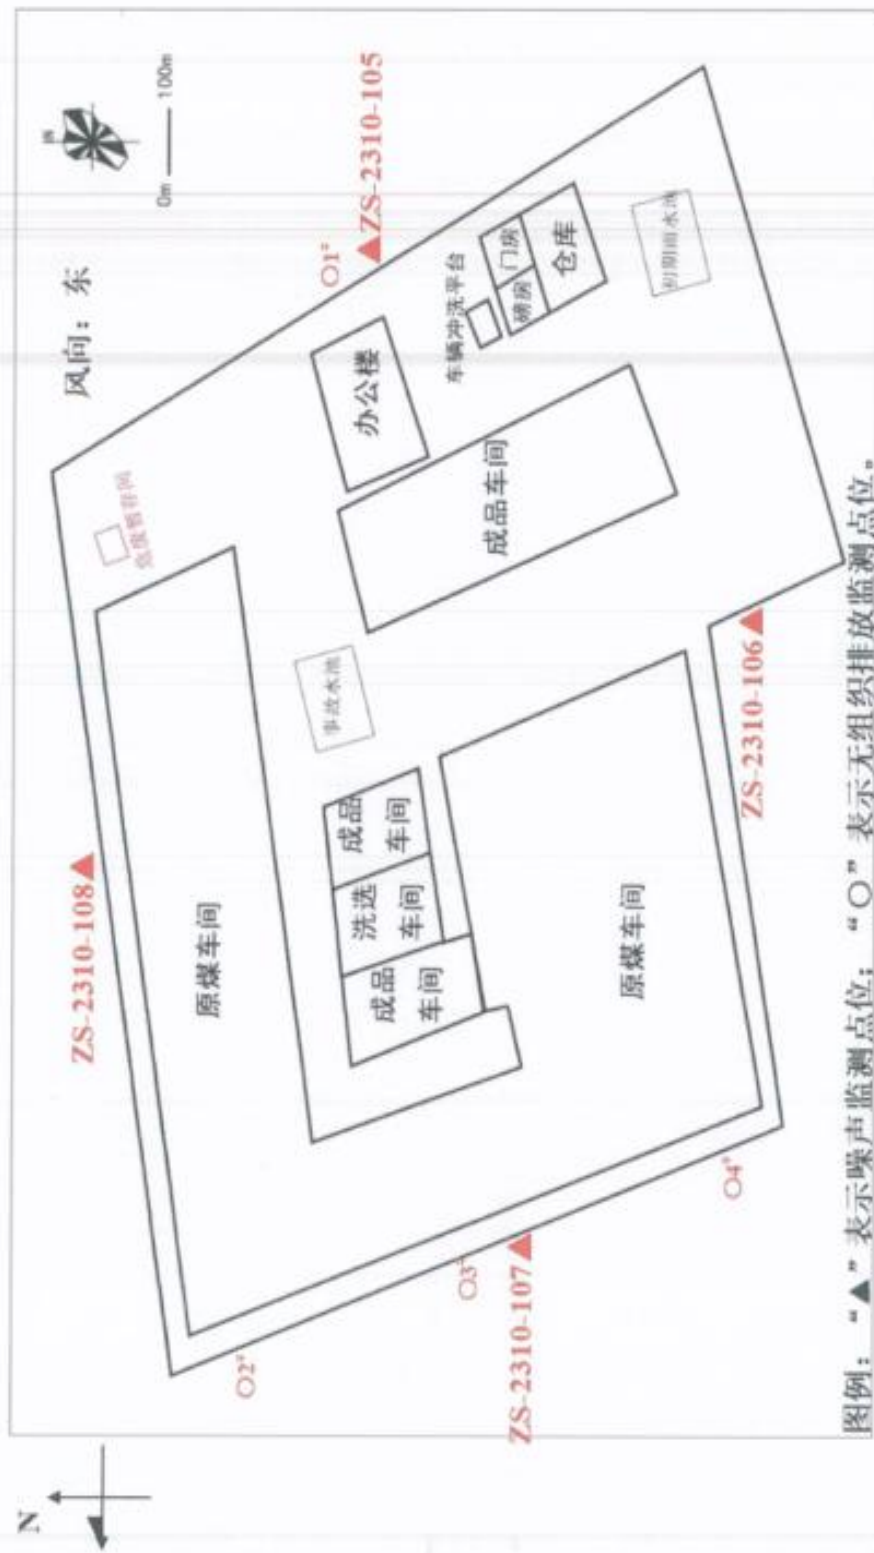 N
风向：东
0m 100m
ZS-2310-108▲
危废暂存间
原煤车间
○2#
○1#
▲ZS-2310-105
事故水池
办公楼
成品
车间
洗选
车间
成品
车间
车辆冲洗平台
○3#
ZS-2310-107▲
成品车间
磅房
门房
仓库
原煤车间
初期雨水池
○4#
ZS-2310-106▲
图例：“▲”表示噪声监测点位；“○”表示无组织排放监测点位。